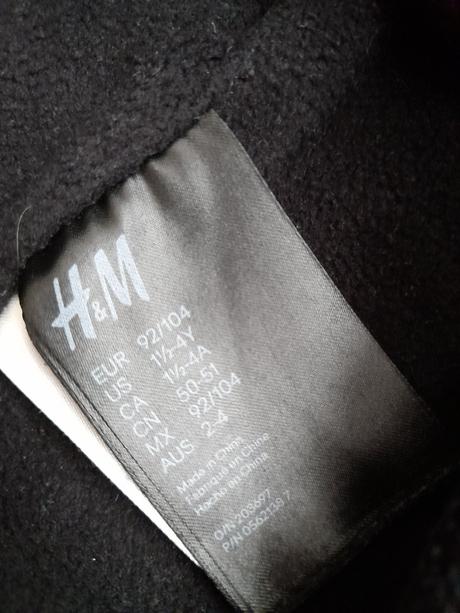 H&M
EUR 92/104
US 1½-4Y
CA 1½-4A
CN 50-51
MX 92/104
AUS 2-4
Made in China
Fabriqué en Chine
Hecho en China